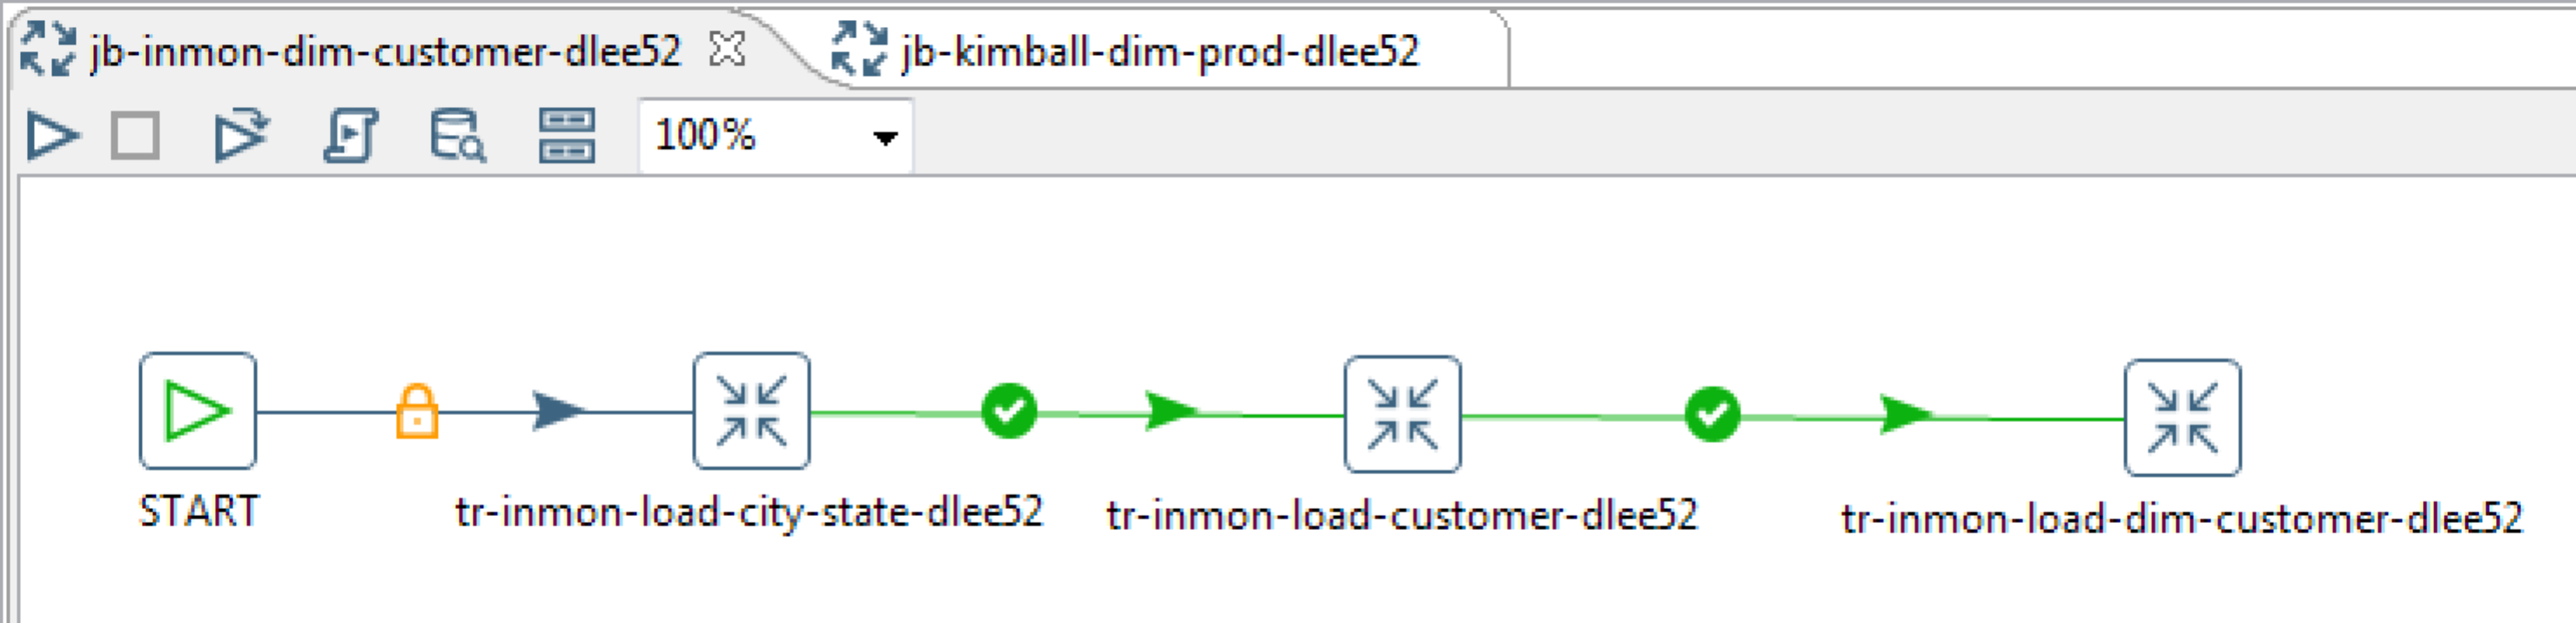 jb-inmon-dim-customer-dlee52 jb-kimball-dim-prod-dlee52
100%
START tr-inmon-load-city-state-dlee52 tr-inmon-load-customer-dlee52 tr-inmon-load-dim-customer-dlee52